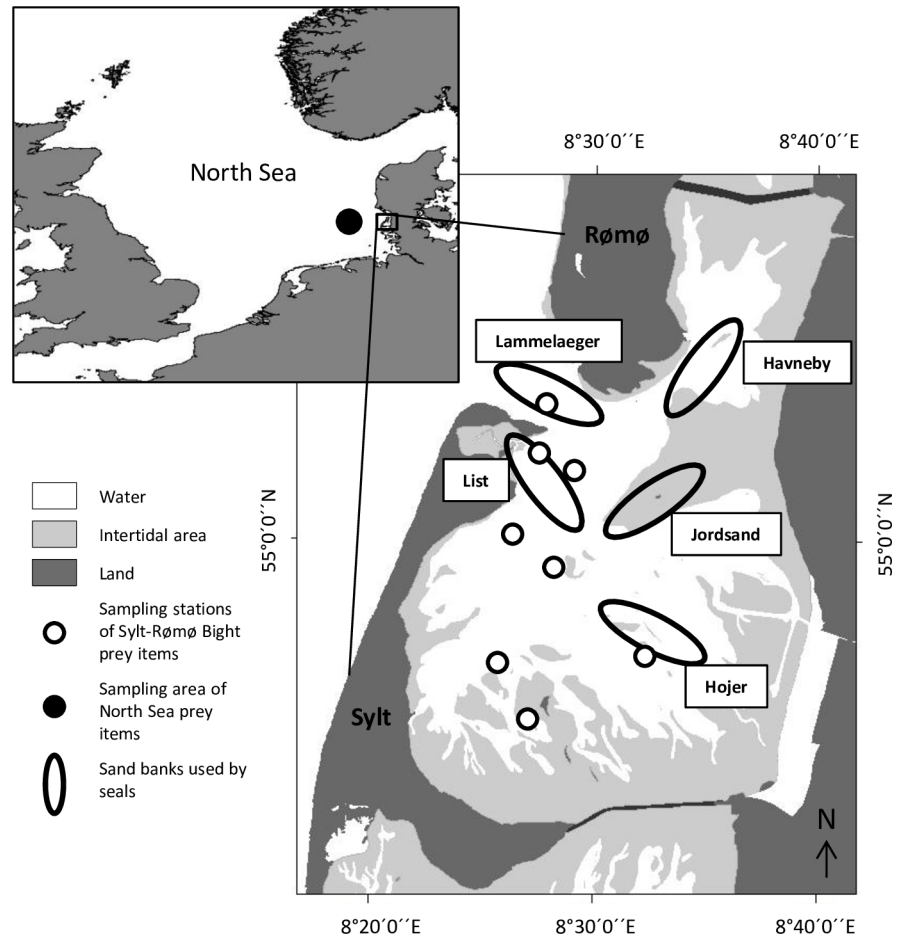 North Sea
8°30´0´´E
8°40´0´´E
Rømø
Lammelaeger
Havneby
List
Jordsand
Hojer
Sylt
55°0´0´´N
55°0´0´´N
Water
Intertidal area
Land
Sampling stations
of Sylt-Rømø Bight
prey items
Sampling area of
North Sea prey
items
Sand banks used by
seals
N
8°20´0´´E
8°30´0´´E
8°40´0´´E